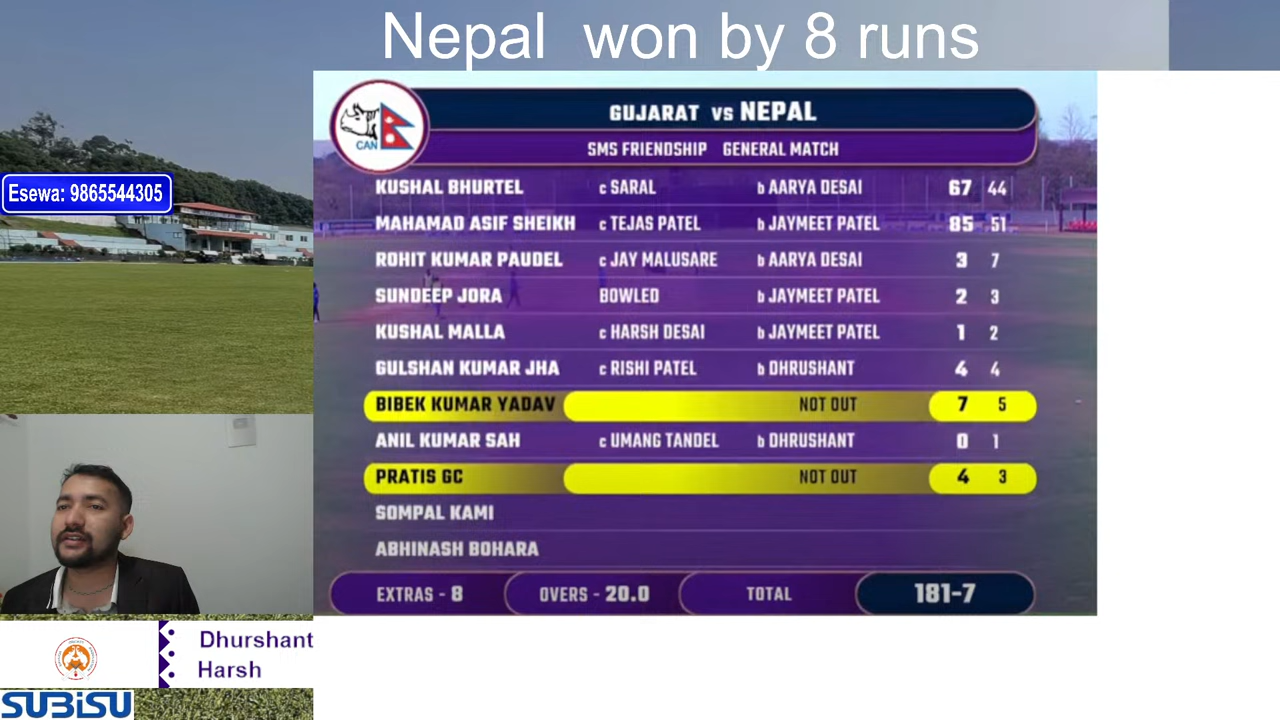 Nepal won by 8 runs
GUJARAT vs NEPAL
CAN
SMS FRIENDSHIP GENERAL MATCH
KUSHAL BHURTEL c SARAL b AARYA DESAI 67 44
MAHAMAD ASIF SHEIKH c TEJAS PATEL b JAYMEET PATEL 85 51
ROHIT KUMAR PAUDEL c JAY MALUSARE b AARYA DESAI 3 7
SUNDEEP JORA BOWLED b JAYMEET PATEL 2 3
KUSHAL MALLA c HARSH DESAI b JAYMEET PATEL 1 2
GULSHAN KUMAR JHA c RISHI PATEL b DHRUSHANT 4 4
BIBEK KUMAR YADAV NOT OUT 7 5
ANIL KUMAR SAH c UMANG TANDEL b DHRUSHANT 0 1
PRATIS GC NOT OUT 4 3
SOMPAL KAMI
ABHINASH BOHARA
EXTRAS - 8 OVERS - 20.0 TOTAL 181-7
Esewa: 9865544305
Dhurshant
Harsh
SUBISU